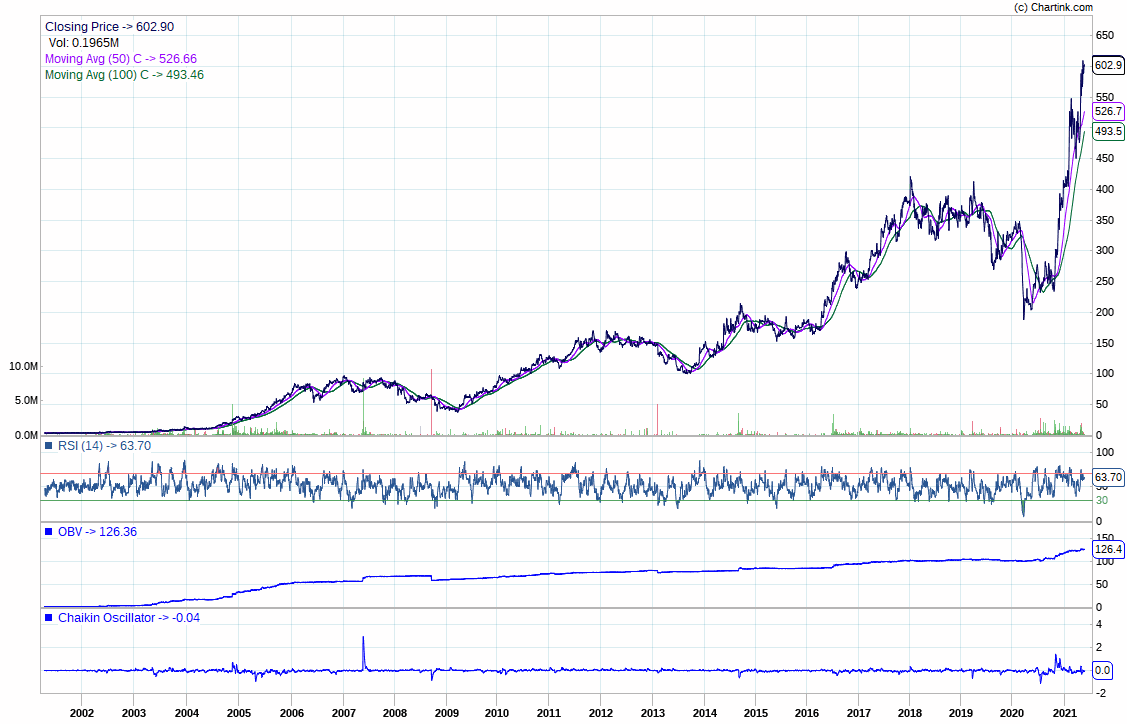 (c) Chartink.com
Closing Price -> 602.90
Vol: 0.1965M
Moving Avg (50) C -> 526.66
Moving Avg (100) C -> 493.46
650
602.9
550
526.7
493.5
450
400
350
300
250
200
150
10.0M 100
5.0M 50
0.0M 0
RSI (14) -> 63.70
100
63.70
30
0
OBV -> 126.36
150
126.4
100
50
0
Chaikin Oscillator -> -0.04
4
2
0.0
-2
2002 2003 2004 2005 2006 2007 2008 2009 2010 2011 2012 2013 2014 2015 2016 2017 2018 2019 2020 2021